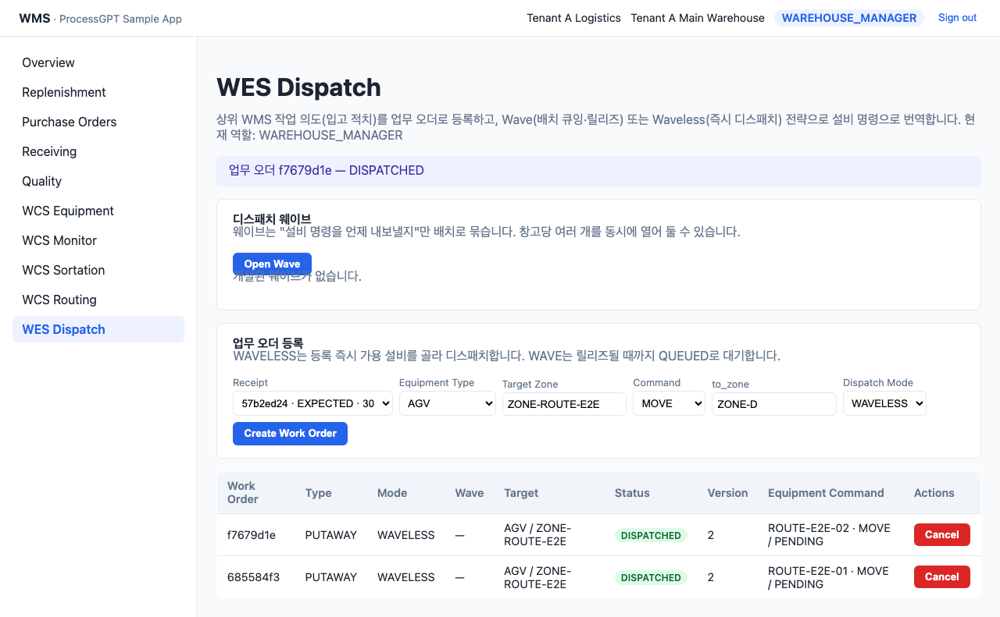 WMS · ProcessGPT Sample App
Tenant A Logistics Tenant A Main Warehouse WAREHOUSE_MANAGER Sign out
Overview
Replenishment
Purchase Orders
Receiving
Quality
WCS Equipment
WCS Monitor
WCS Sortation
WCS Routing
WES Dispatch
WES Dispatch
상위 WMS 작업 의도(입고 적치)를 업무 오더로 등록하고, Wave(배치 큐잉·릴리즈) 또는 Waveless(즉시 디스패치) 전략으로 설비 명령으로 번역합니다. 현
재 역할: WAREHOUSE_MANAGER
업무 오더 f7679d1e — DISPATCHED
디스패치 웨이브
웨이브는 "설비 명령을 언제 내보낼지"만 배치로 묶습니다. 창고당 여러 개를 동시에 열어 둘 수 있습니다.
Open Wave
개설된 웨이브가 없습니다.
업무 오더 등록
WAVELESS는 등록 즉시 가용 설비를 골라 디스패치합니다. WAVE는 릴리즈될 때까지 QUEUED로 대기합니다.
Receipt Equipment Type Target Zone Command to_zone Dispatch Mode
57b2ed24 · EXPECTED · 30 AGV ZONE-ROUTE-E2E MOVE ZONE-D WAVELESS
Create Work Order
Work Order Type Mode Wave Target Status Version Equipment Command Actions
f7679d1e PUTAWAY WAVELESS — AGV / ZONE-ROUTE-E2E DISPATCHED 2 ROUTE-E2E-02 · MOVE / PENDING Cancel
685584f3 PUTAWAY WAVELESS — AGV / ZONE-ROUTE-E2E DISPATCHED 2 ROUTE-E2E-01 · MOVE / PENDING Cancel